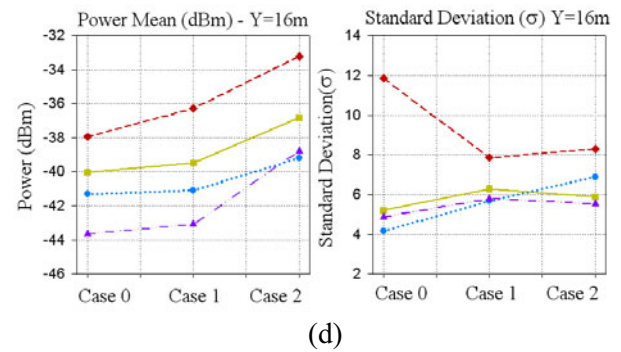 Power Mean (dBm) - Y=16m
Power (dBm)
-32
-34
-36
-38
-40
-42
-44
-46
Case 0 Case 1 Case 2
Standard Deviation (σ) Y=16m
Standard Deviation(σ)
14
12
10
8
6
4
2
Case 0 Case 1 Case 2
(d)